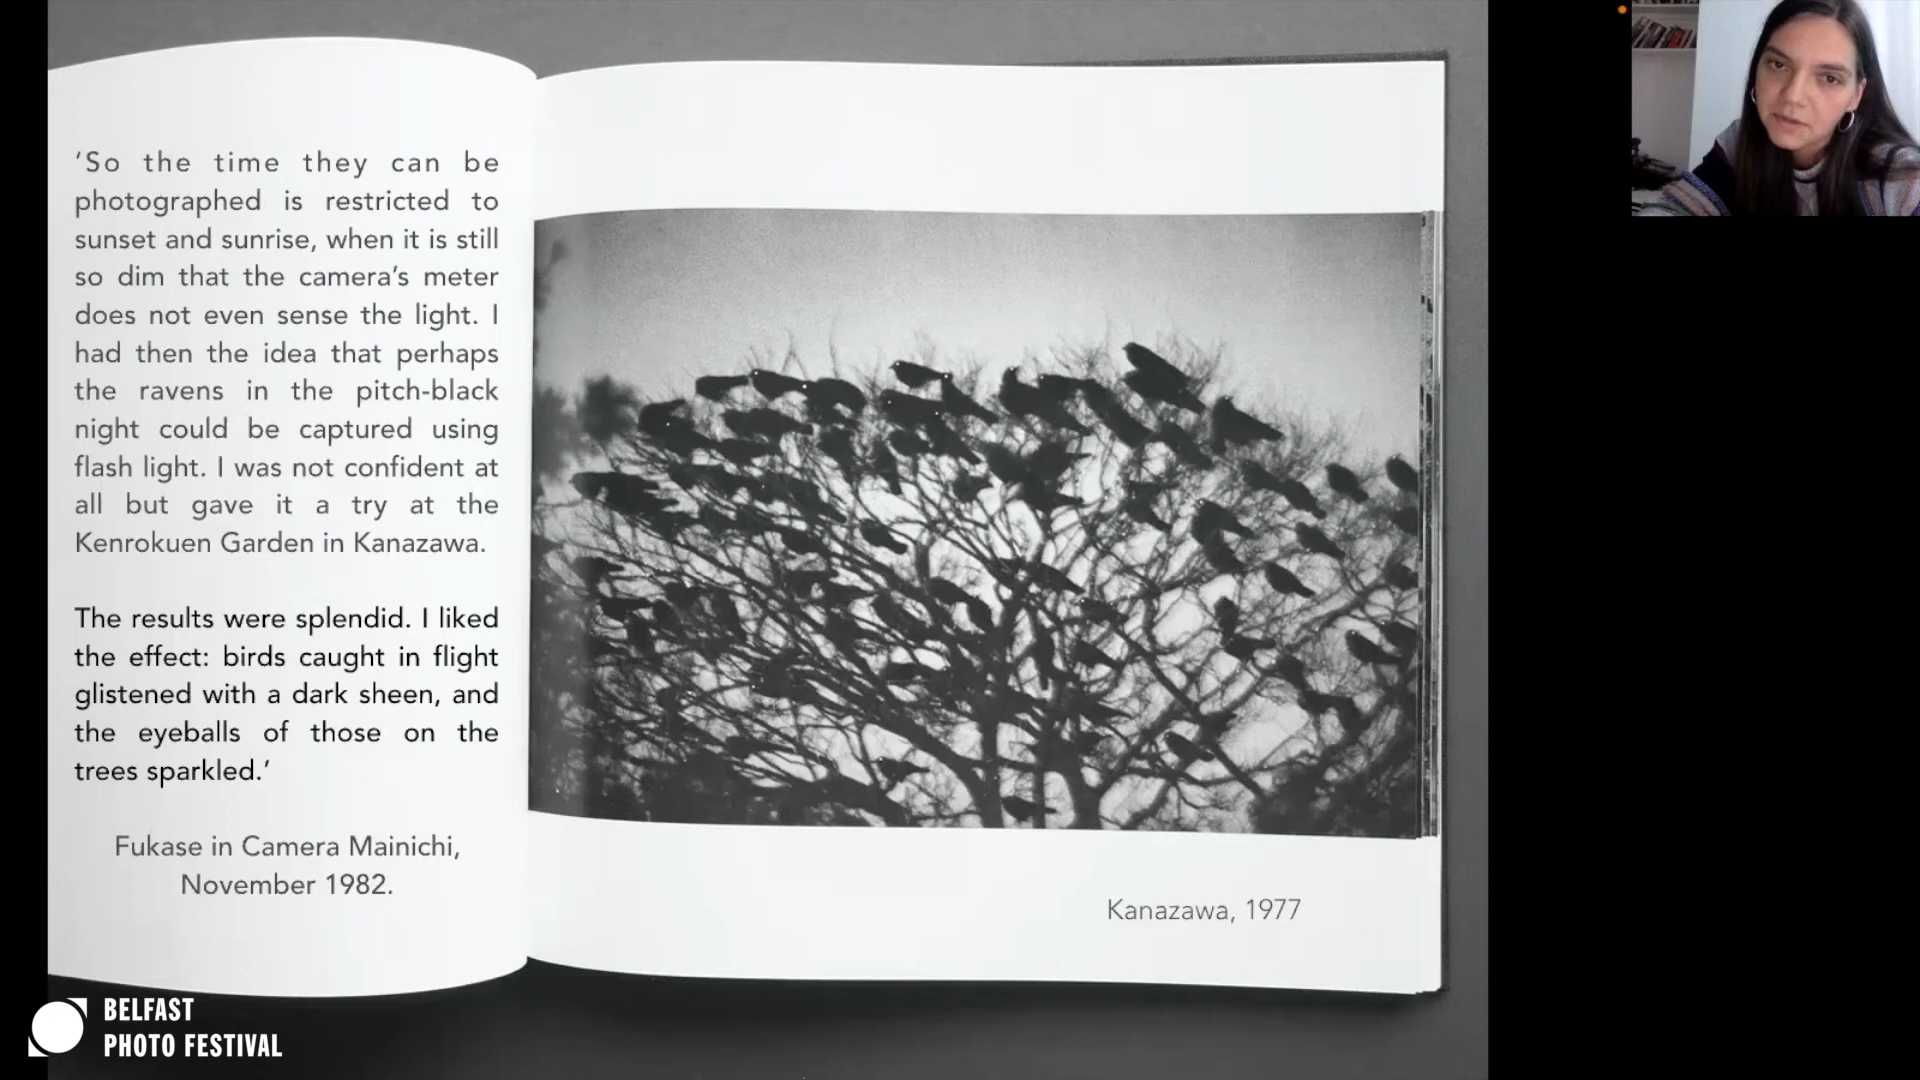 ‘So the time they can be
photographed is restricted to
sunset and sunrise, when it is still
so dim that the camera’s meter
does not even sense the light. I
had then the idea that perhaps
the ravens in the pitch-black
night could be captured using
flash light. I was not confident at
all but gave it a try at the
Kenrokuen Garden in Kanazawa.
The results were splendid. I liked
the effect: birds caught in flight
glistened with a dark sheen, and
the eyeballs of those on the
trees sparkled.’
Fukase in Camera Mainichi,
November 1982.
Kanazawa, 1977
BELFAST
PHOTO FESTIVAL